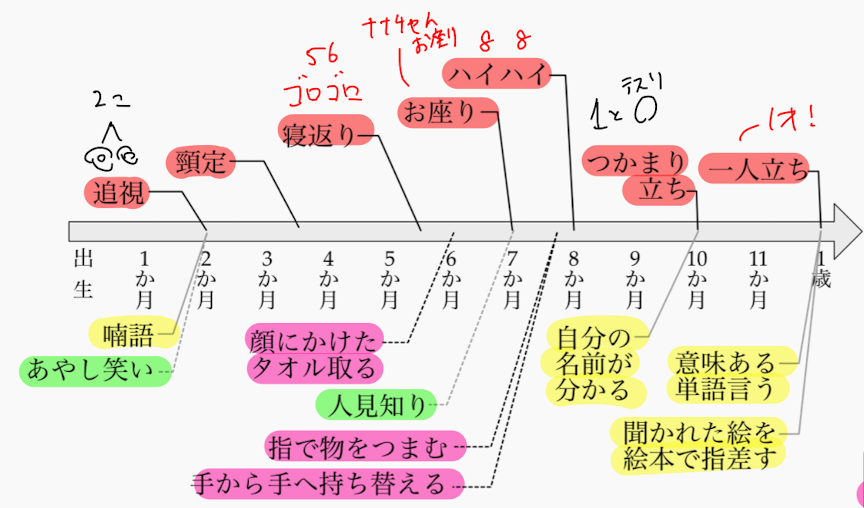 2コ
追視
頸定
56
ゴロゴロ
寝返り
ナナちゃん
お座り
お座り
8 8
ハイハイ
テスリ
1と0
つかまり
立ち
1才!
一人立ち
出生
1か月
2か月
3か月
4か月
5か月
6か月
7か月
8か月
9か月
10か月
11か月
1歳
喃語
あやし笑い
顔にかけた
タオル取る
人見知り
指で物をつまむ
手から手へ持ち替える
自分の
名前が
分かる
意味ある
単語言う
聞かれた絵を
絵本で指差す